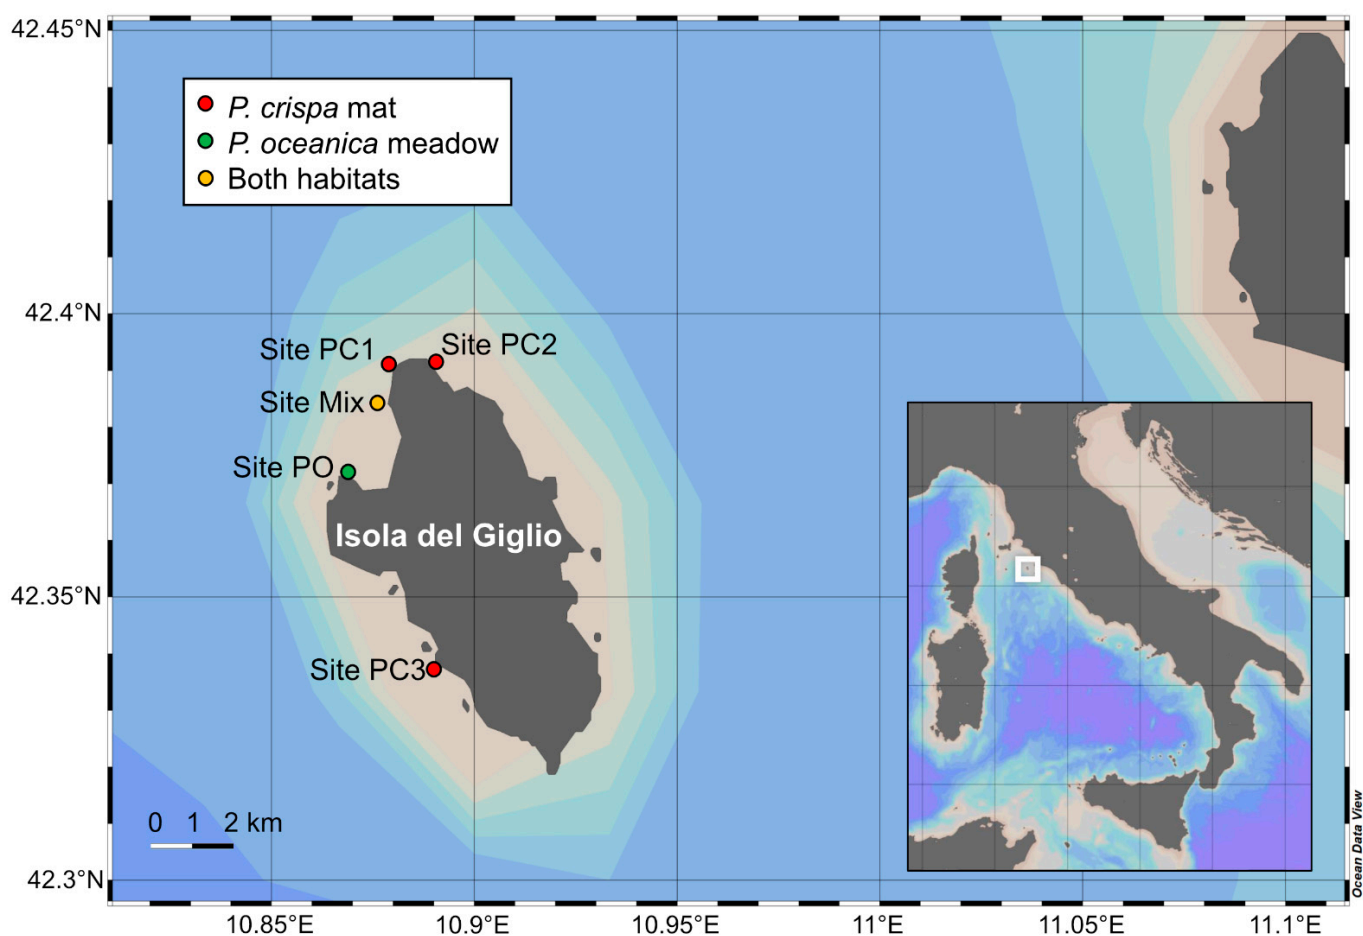 42.45°N
P. crispa mat
P. oceanica meadow
Both habitats
42.4°N
Site PC1
Site PC2
Site Mix
Site PO
Isola del Giglio
42.35°N
Site PC3
0 1 2 km
42.3°N
10.85°E 10.9°E 10.95°E 11°E 11.05°E 11.1°E
Ocean Data View